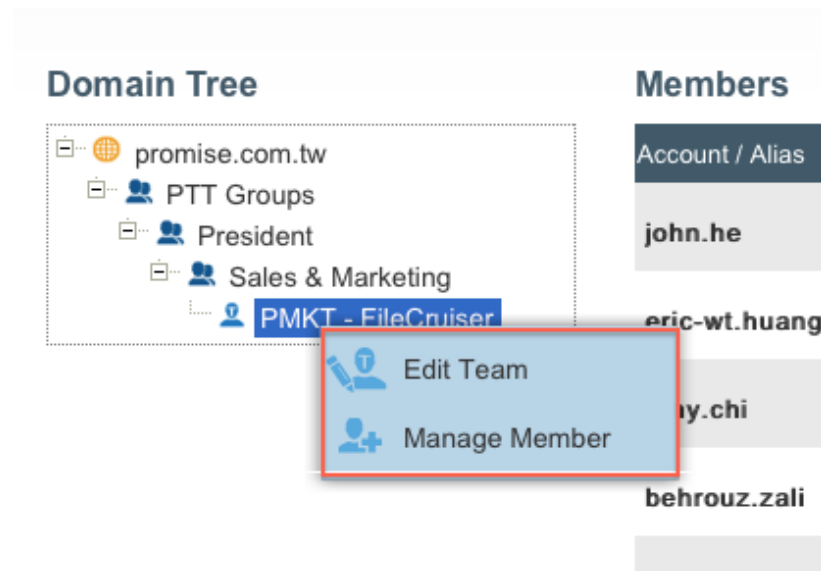 Domain Tree
promise.com.tw
PTT Groups
President
Sales & Marketing
PMKT - FileCruiser
Edit Team
Manage Member
Members
Account / Alias
john.he
eric-wt.huang
y.chi
behrouz.zali